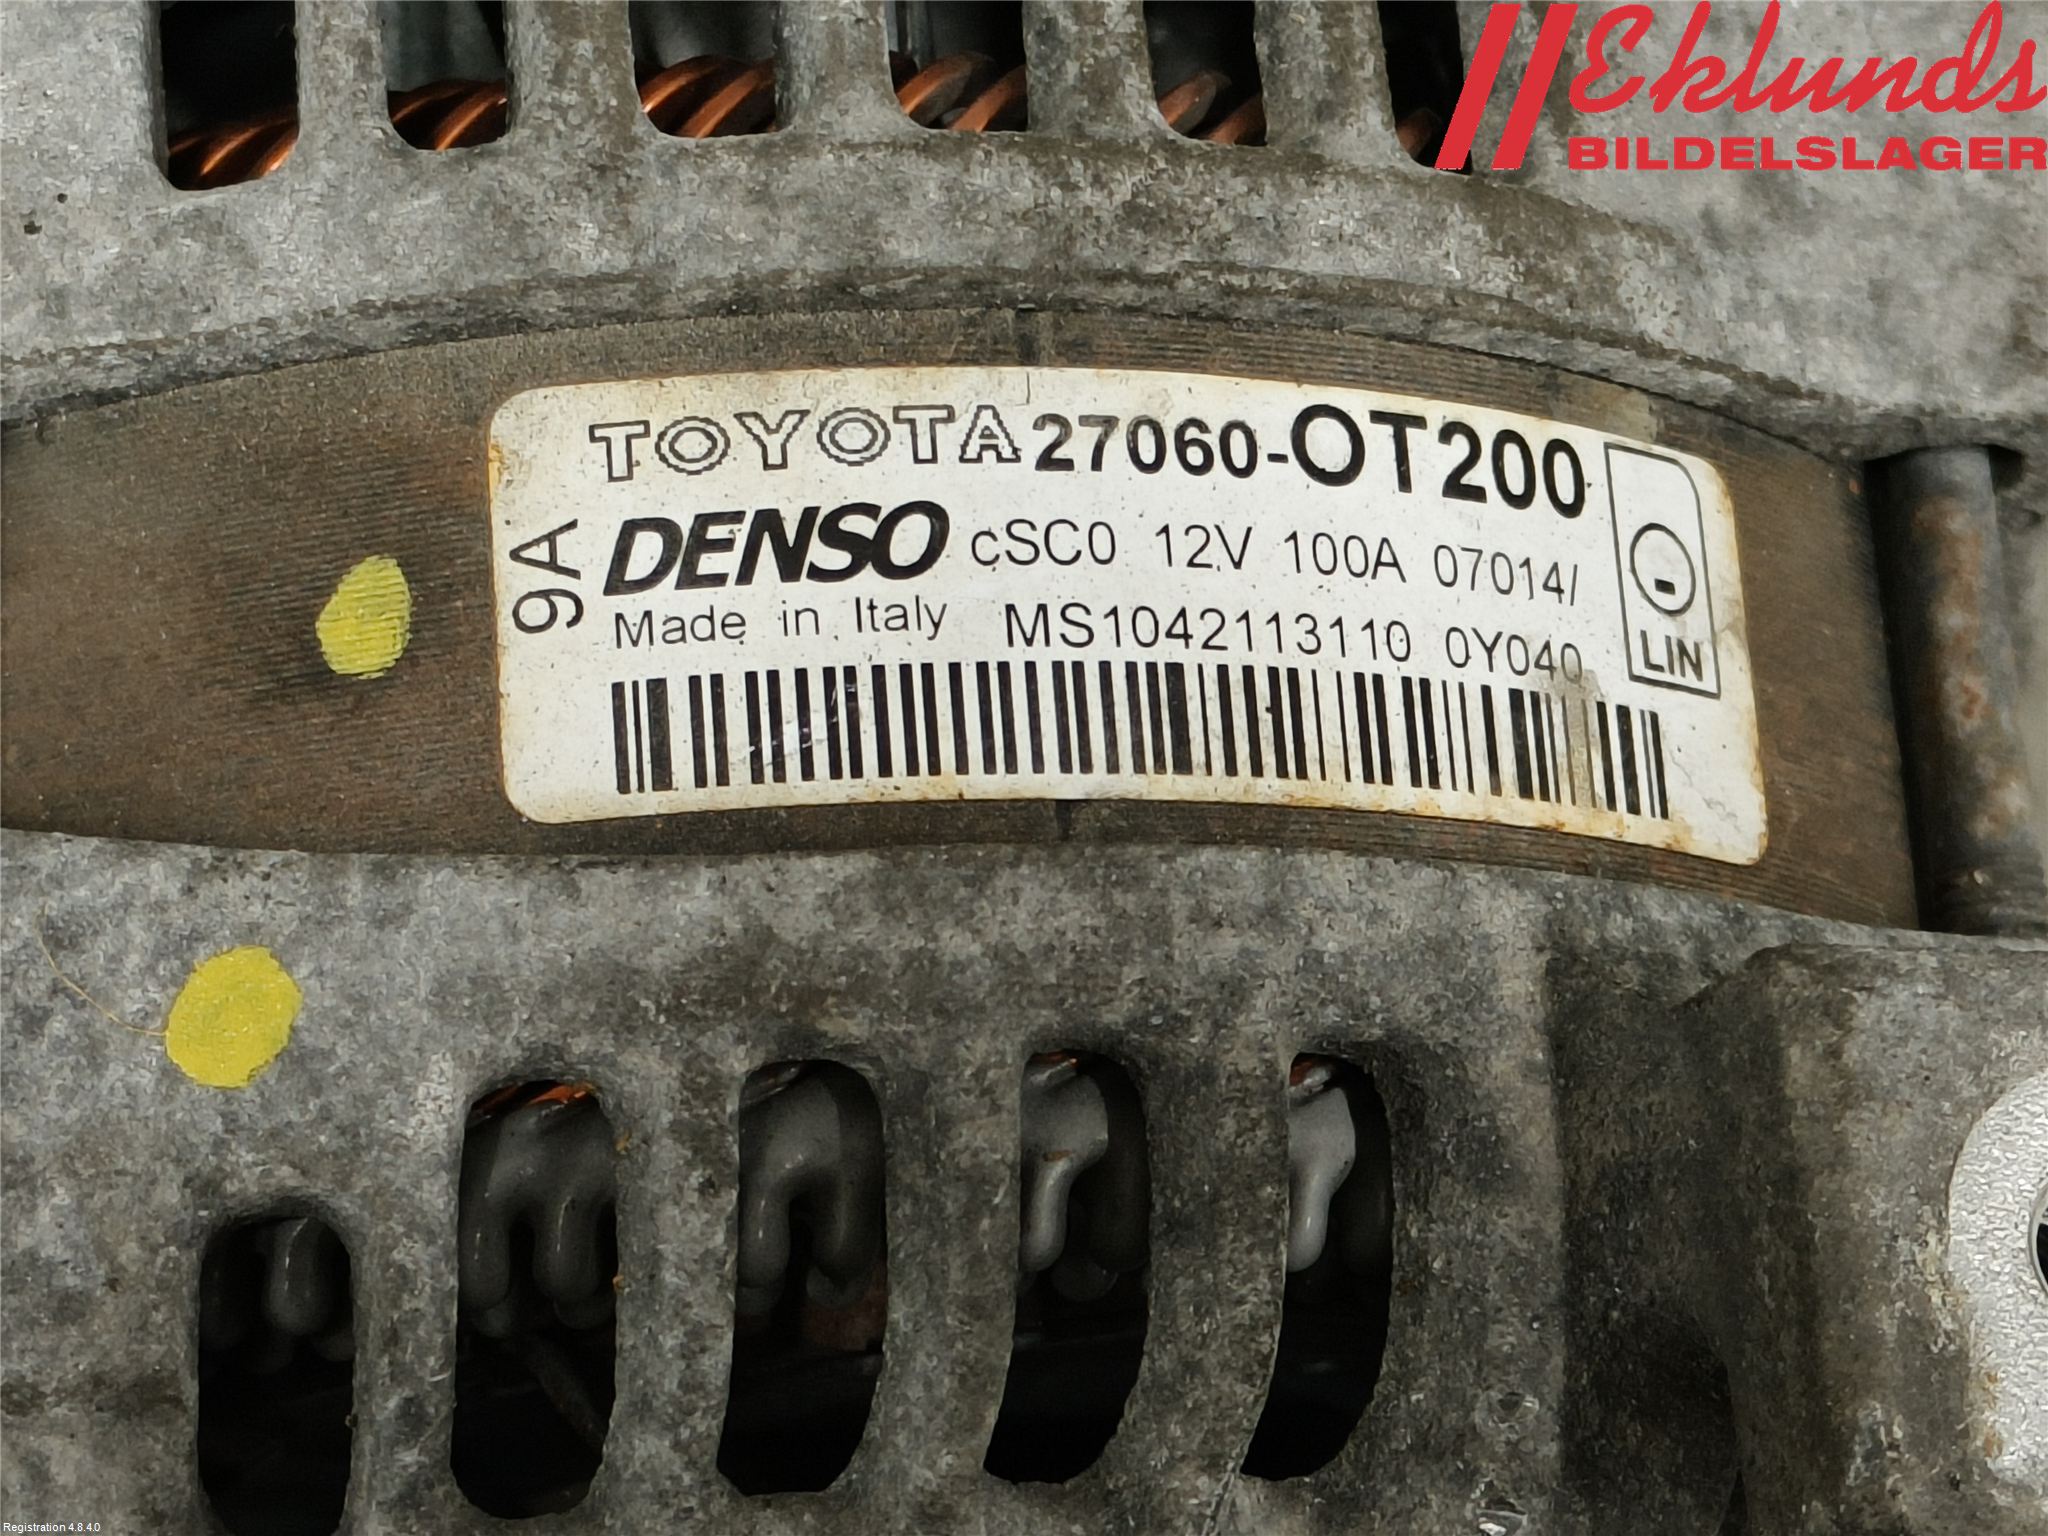 Eklunds
BILDELSLAGER
TOYOTA 27060-0T200
DENSO cSC0 12V 100A 07014/
Made in Italy MS1042113110 0Y040
9A
LIN
Registration 4.8.4.0